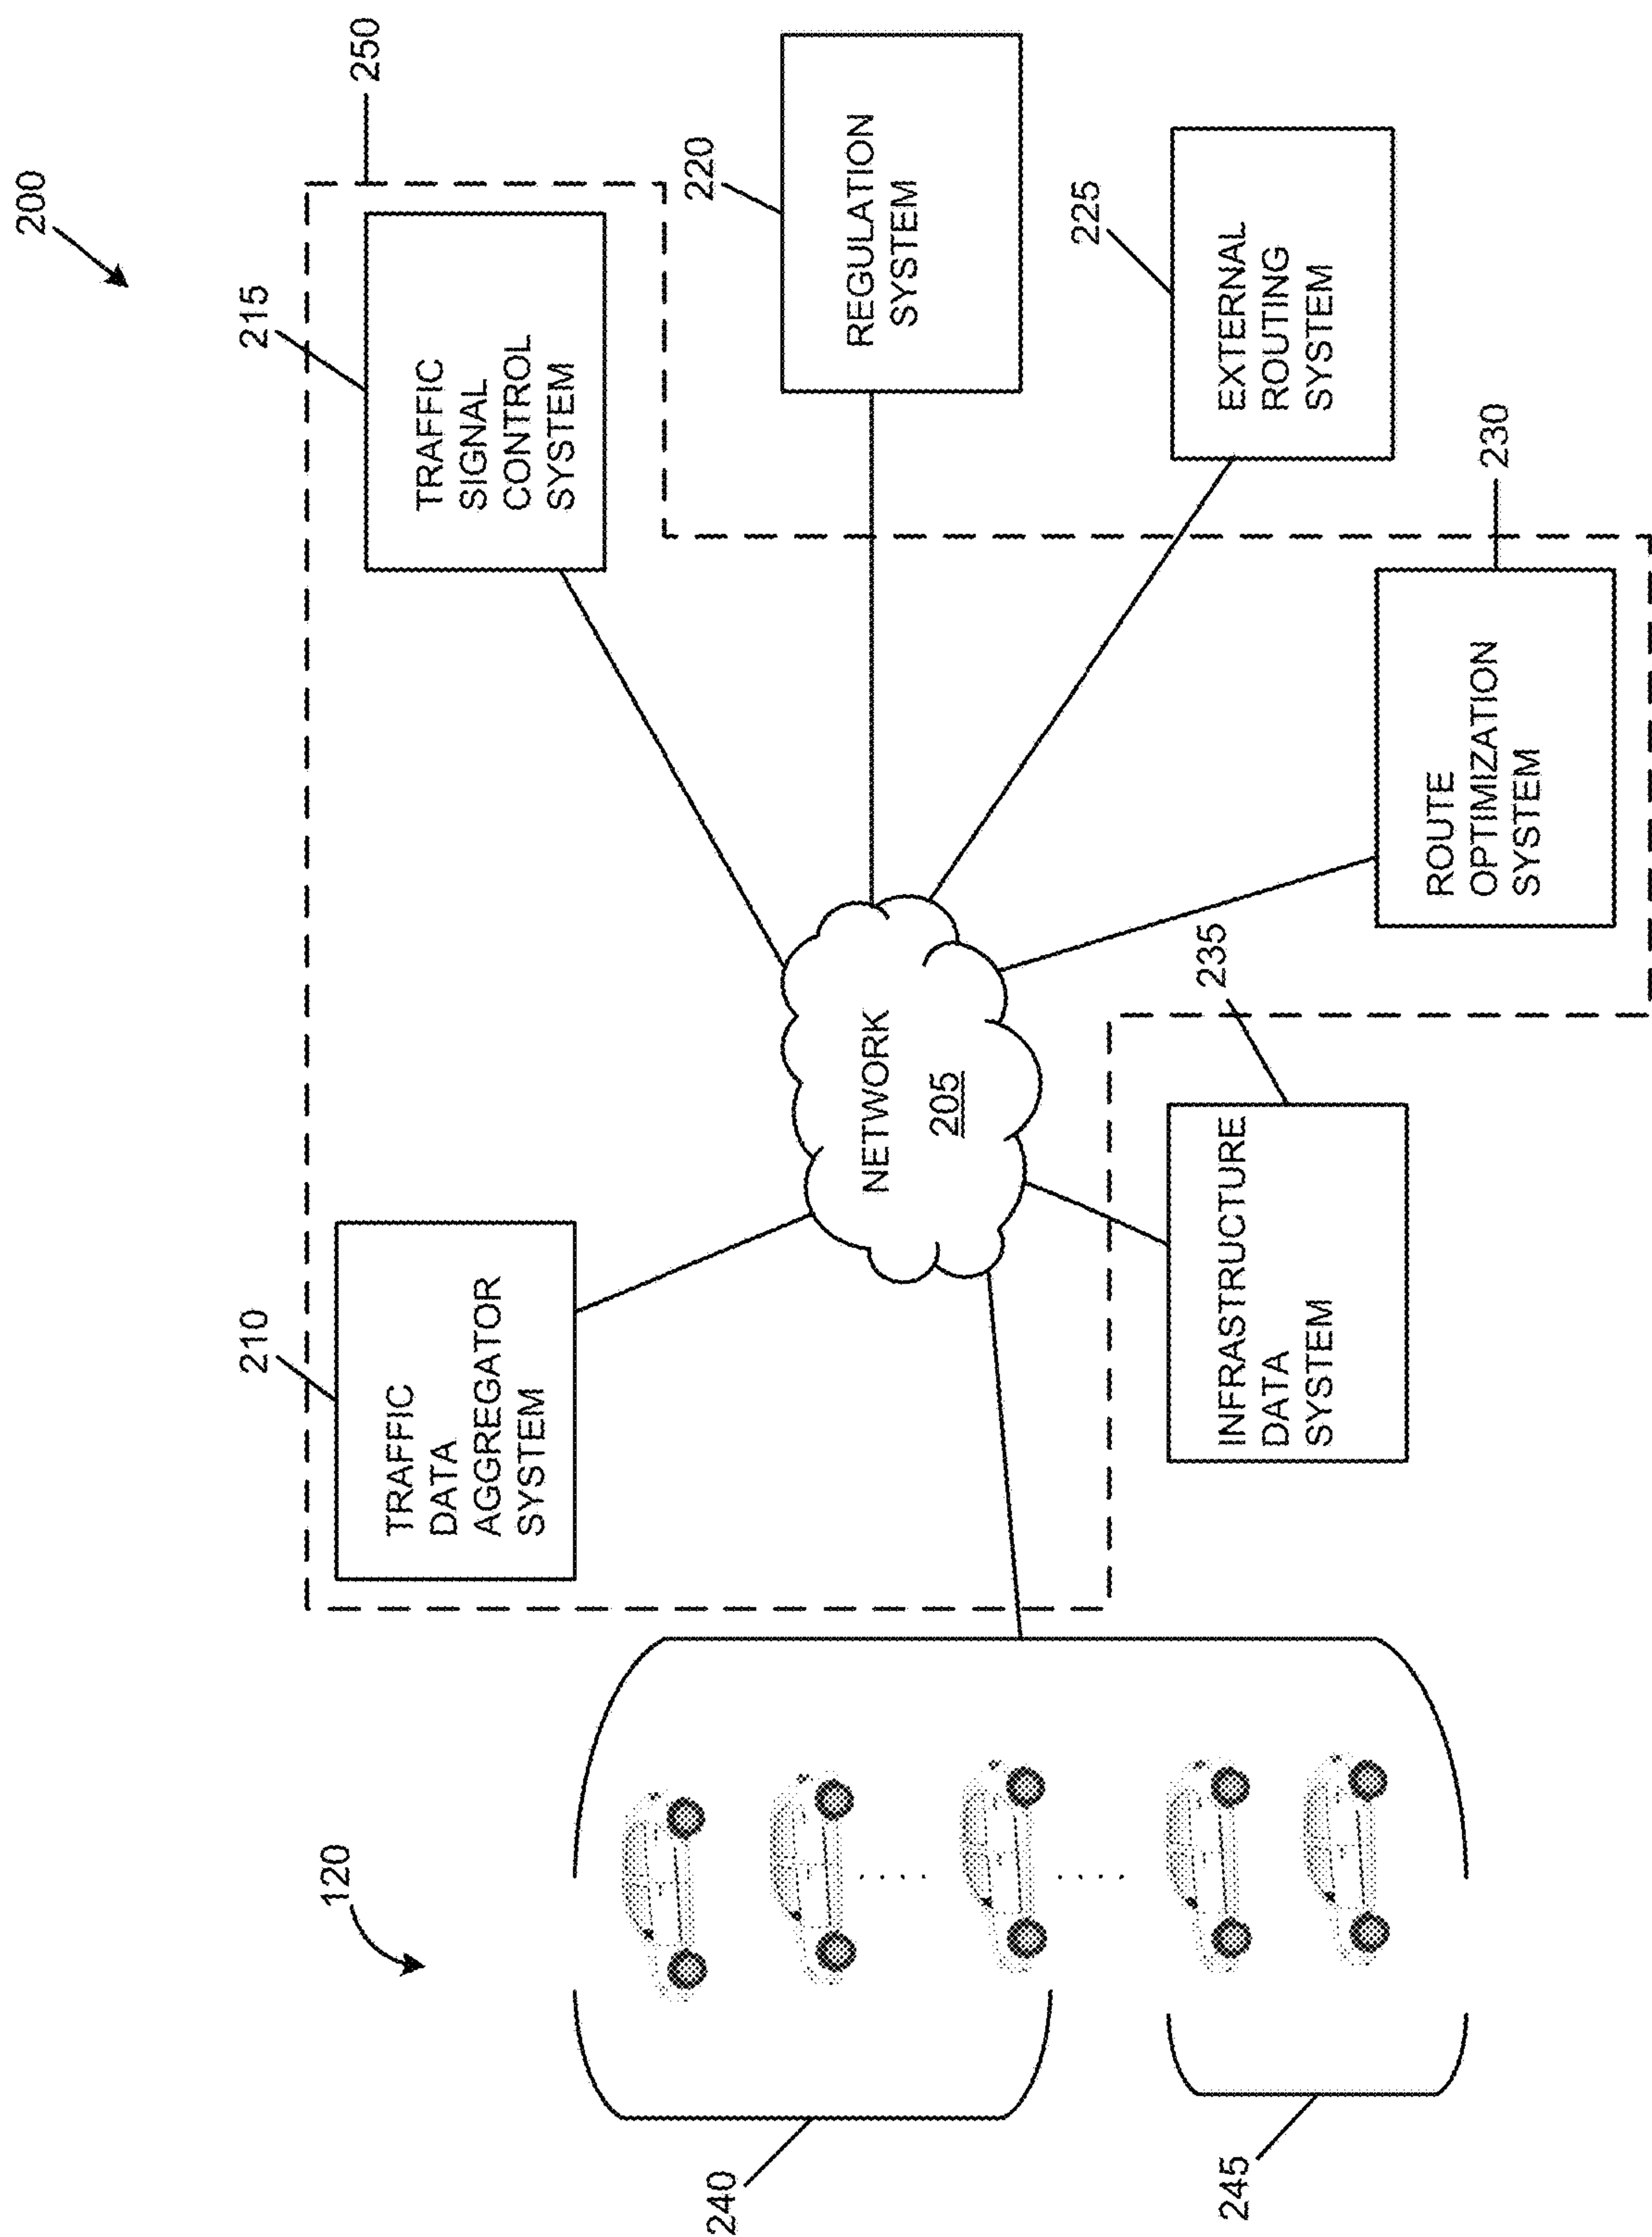 200
120
210
TRAFFIC
DATA
AGGREGATOR
SYSTEM
215
TRAFFIC
SIGNAL
CONTROL
SYSTEM
250
220
REGULATION
SYSTEM
NETWORK
205
225
EXTERNAL
ROUTING
SYSTEM
235
INFRASTRUCTURE
DATA
SYSTEM
230
ROUTE
OPTIMIZATION
SYSTEM
240
245